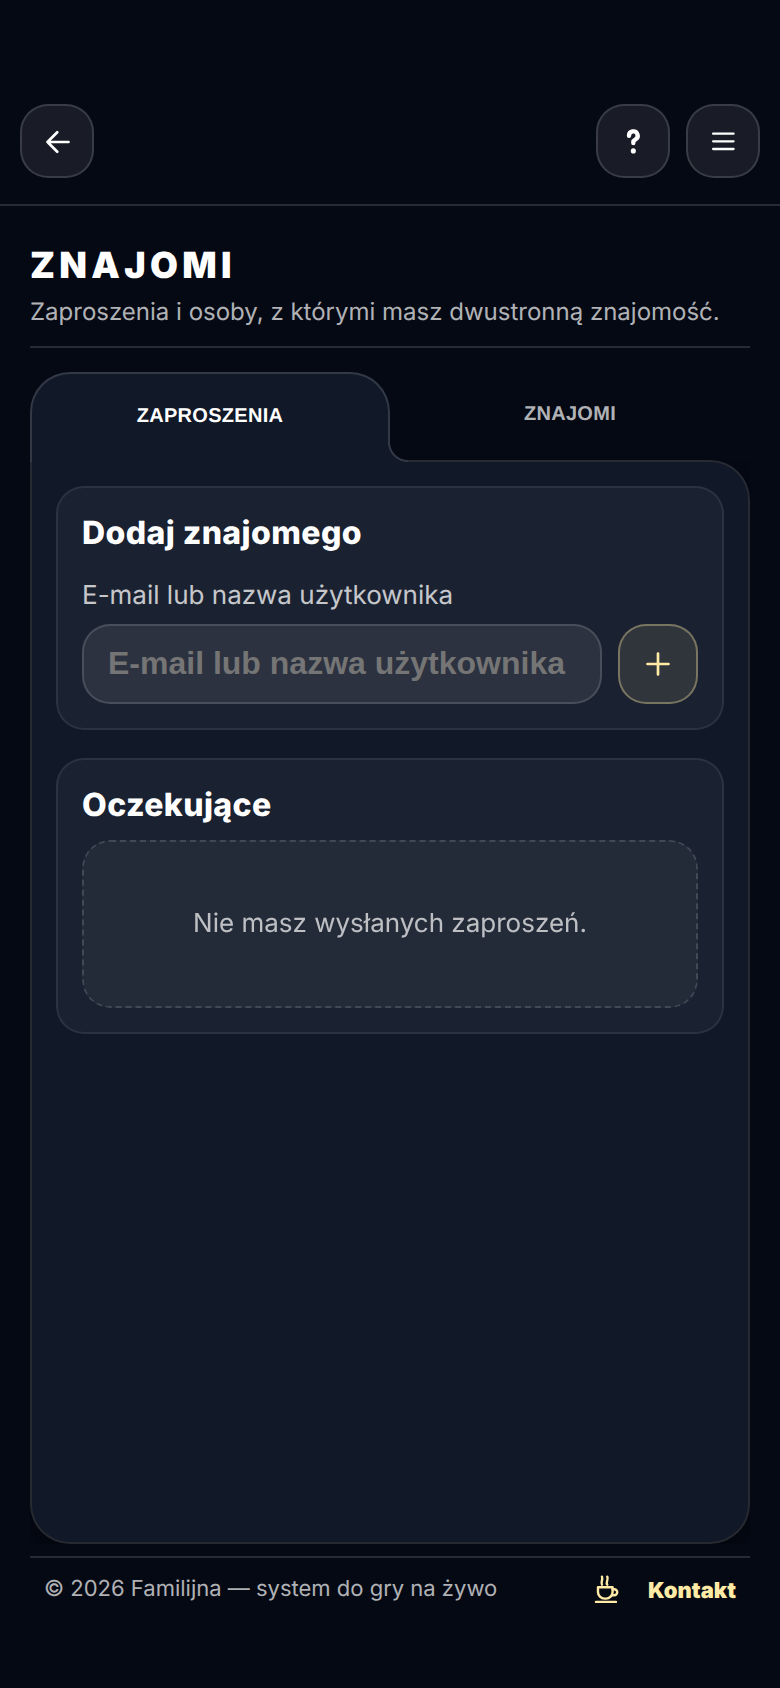 ?
ZNAJOMI
Zaproszenia i osoby, z którymi masz dwustronną znajomość.
ZAPROSZENIA
ZNAJOMI
Dodaj znajomego
E-mail lub nazwa użytkownika
E-mail lub nazwa użytkownika
Oczekujące
Nie masz wysłanych zaproszeń.
© 2026 Familijna — system do gry na żywo
Kontakt